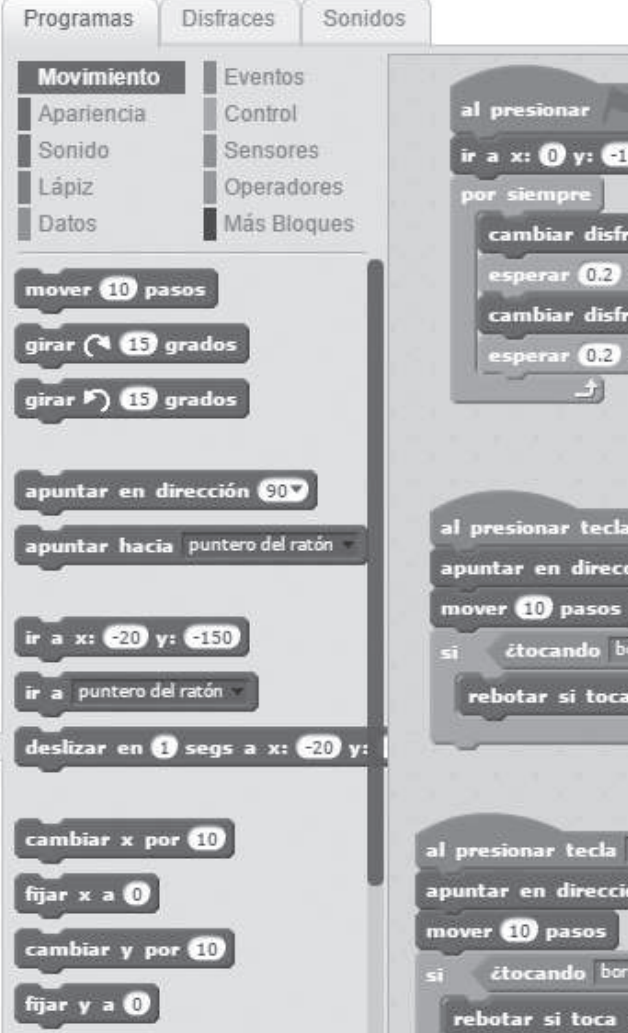 Programas Disfraces Sonidos
Movimiento Eventos
Apariencia Control
Sonido Sensores
Lápiz Operadores
Datos Más Bloques
mover 10 pasos
girar 15 grados
girar 15 grados
apuntar en dirección 90
apuntar hacia puntero del ratón
ir a x: -20 y: -150
ir a puntero del ratón
deslizar en 1 segs a x: -20 y:
cambiar x por 10
fijar x a 0
cambiar y por 10
fijar y a 0
al presionar
ir a x: 0 y: -1
por siempre
cambiar disfr
esperar 0.2
cambiar disfr
esperar 0.2
al presionar tecla
apuntar en direcc
mover 10 pasos
si ¿tocando bo
rebotar si toca
al presionar tecla
apuntar en direcci
mover 10 pasos
si ¿tocando bor
rebotar si toca